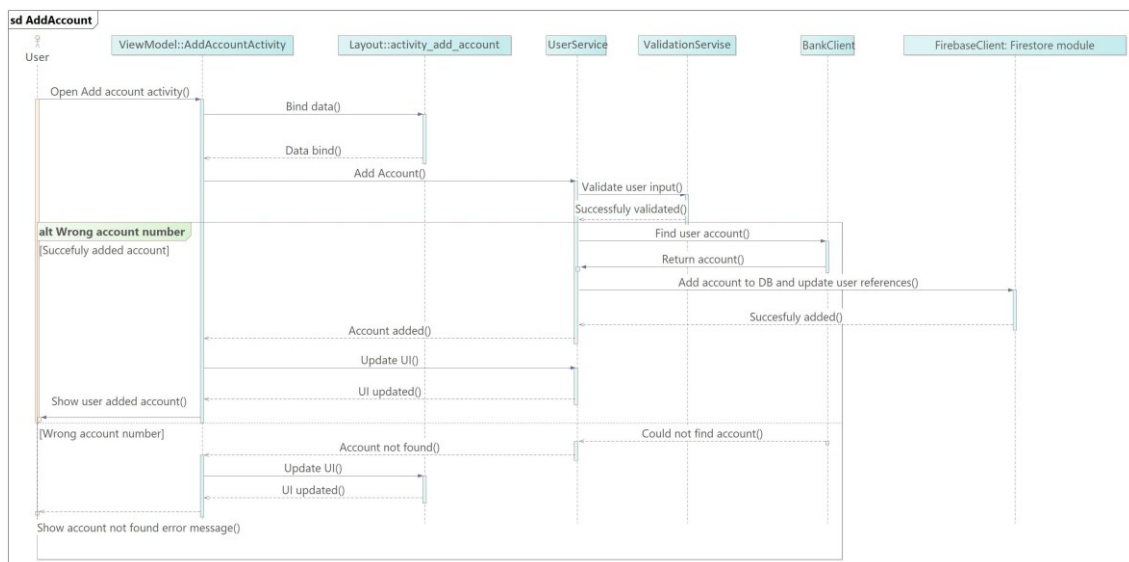 sd AddAccount
User
ViewModel::AddAccountActivity
Layout::activity_add_account
UserService
ValidationServise
BankClient
FirebaseClient: Firestore module
Open Add account activity()
Bind data()
Data bind()
Add Account()
Validate user input()
Successfuly validated()
alt Wrong account number
[Succefuly added account]
Find user account()
Return account()
Add account to DB and update user references()
Succesfuly added()
Account added()
Update UI()
UI updated()
Show user added account()
[Wrong account number]
Could not find account()
Account not found()
Update UI()
UI updated()
Show account not found error message()